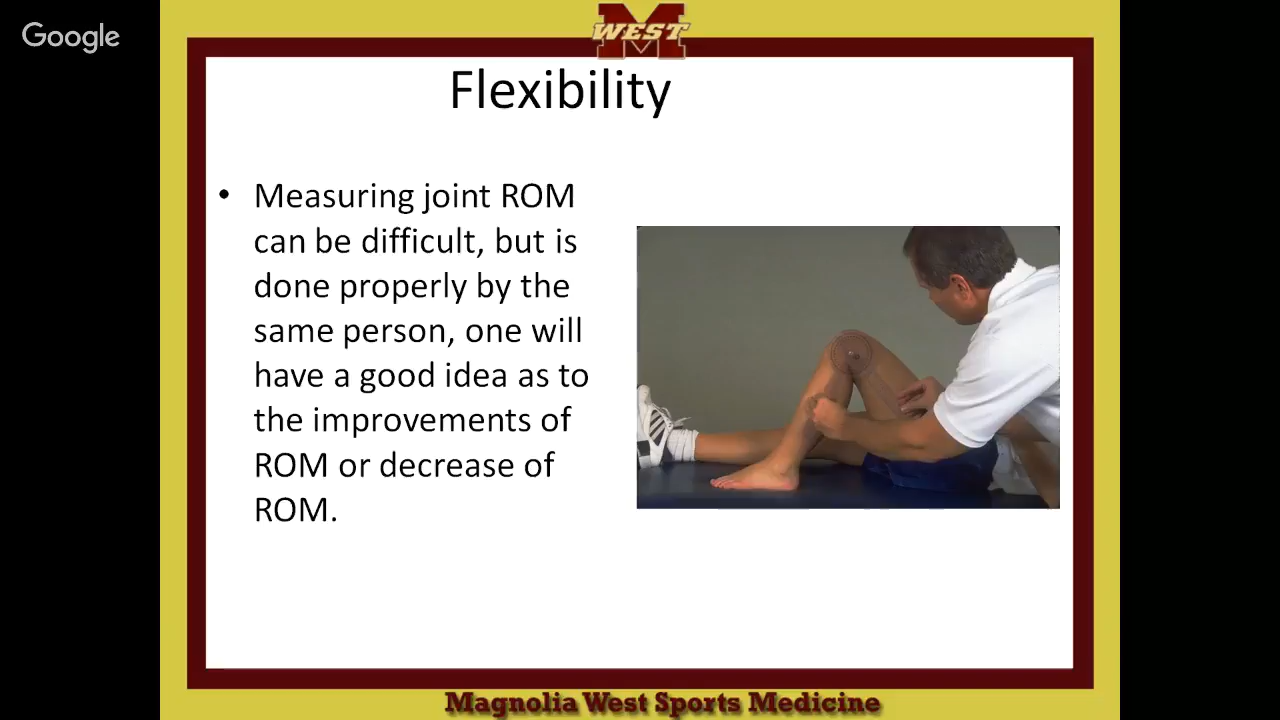 Google
M
WEST
Flexibility
• Measuring joint ROM
can be difficult, but is
done properly by the
same person, one will
have a good idea as to
the improvements of
ROM or decrease of
ROM.
Magnolia West Sports Medicine